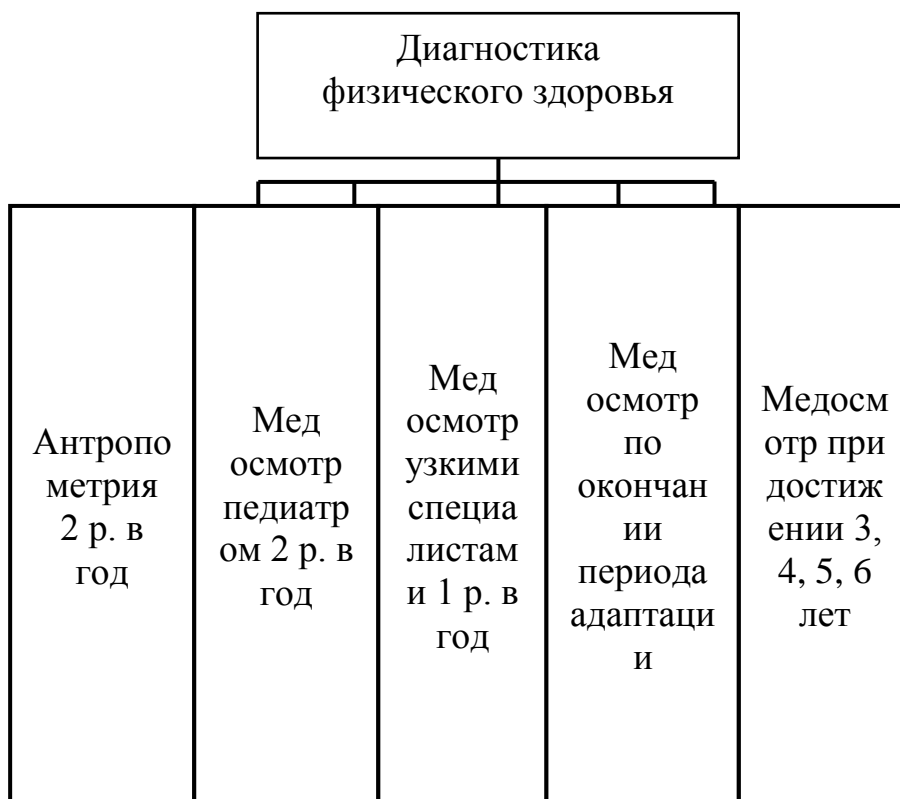 Диагностика
физического здоровья
Антропо
метрия
2 р. в
год
Мед
осмотр
педиатр
ом 2 р. в
год
Мед
осмотр
узкими
специа
листам
и 1 р. в
год
Мед
осмотр
по
окончан
ии
периода
адаптаци
и
Медосм
отр при
достиж
ении 3,
4, 5, 6
лет